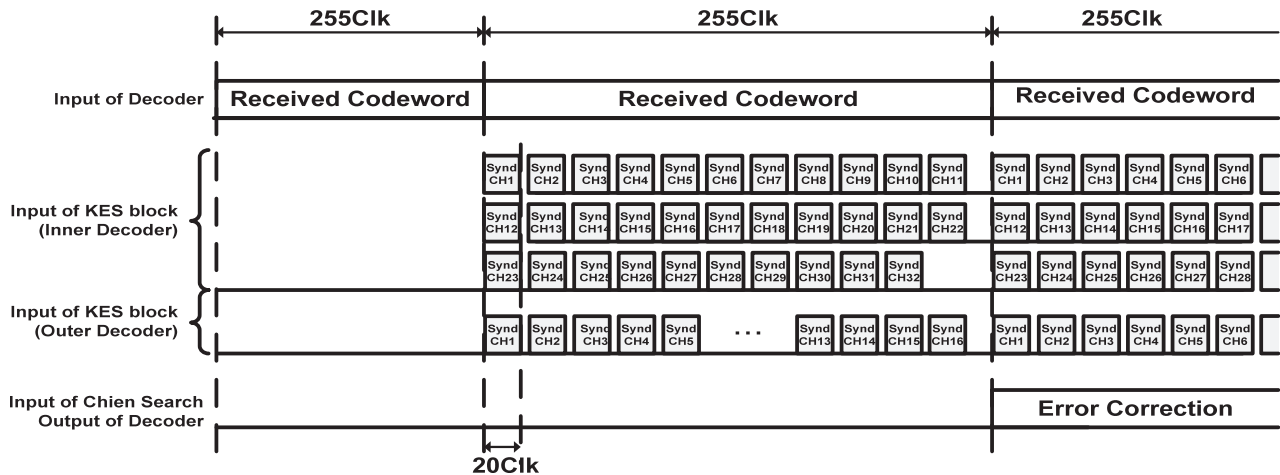 255Clk 255Clk 255Clk
Input of Decoder Received Codeword Received Codeword Received Codeword
Synd CH1 Synd CH2 Synd CH3 Synd CH4 Synd CH5 Synd CH6 Synd CH7 Synd CH8 Synd CH9 Synd CH10 Synd CH11 Synd CH1 Synd CH2 Synd CH3 Synd CH4 Synd CH5 Synd CH6
Input of KES block
(Inner Decoder)
Synd CH12 Synd CH13 Synd CH14 Synd CH15 Synd CH16 Synd CH17 Synd CH18 Synd CH19 Synd CH20 Synd CH21 Synd CH22 Synd CH12 Synd CH13 Synd CH14 Synd CH15 Synd CH16 Synd CH17
Synd CH23 Synd CH24 Synd CH25 Synd CH26 Synd CH27 Synd CH28 Synd CH29 Synd CH30 Synd CH31 Synd CH32 Synd CH23 Synd CH24 Synd CH25 Synd CH26 Synd CH27 Synd CH28
Input of KES block
(Outer Decoder)
Synd CH1 Synd CH2 Synd CH3 Synd CH4 Synd CH5 ... Synd CH13 Synd CH14 Synd CH15 Synd CH16 Synd CH1 Synd CH2 Synd CH3 Synd CH4 Synd CH5 Synd CH6
Input of Chien Search
Output of Decoder
Error Correction
20Clk